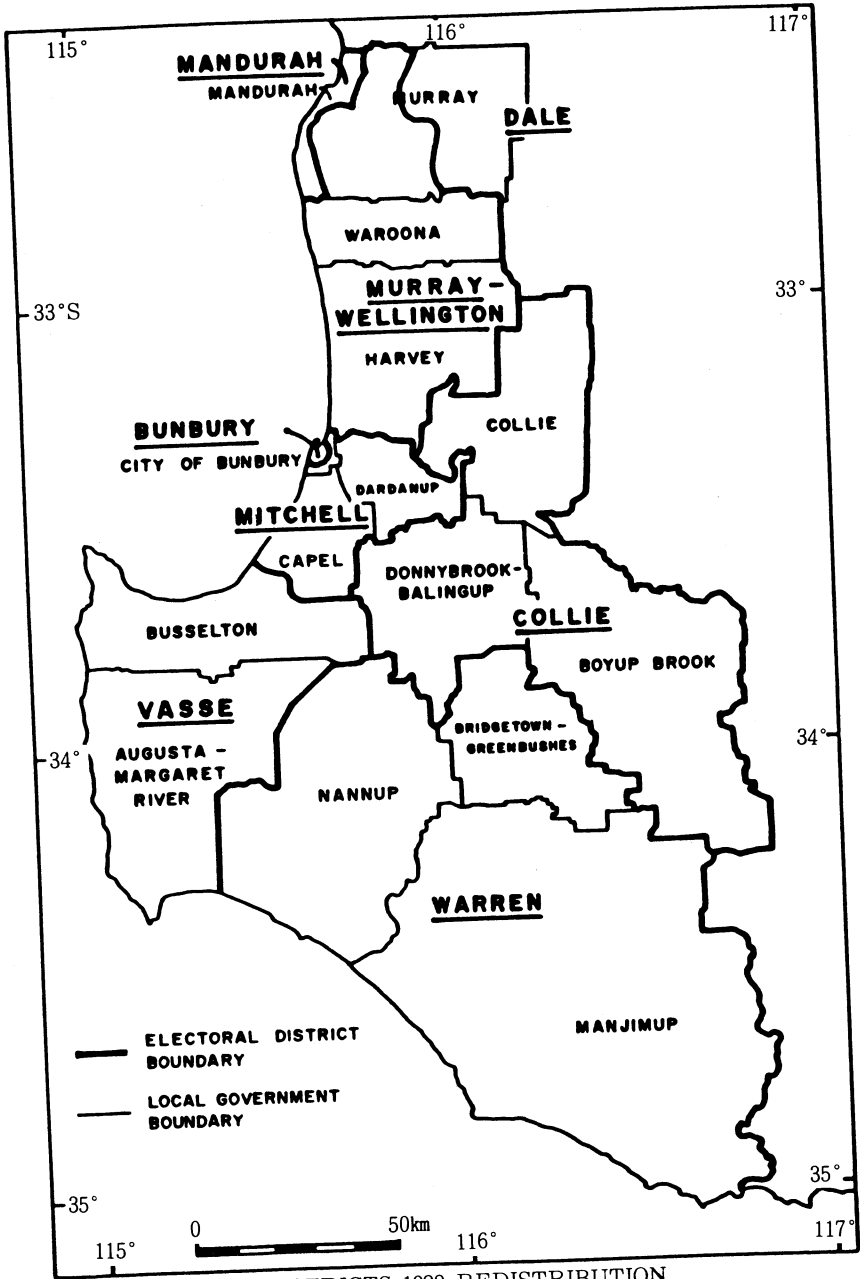 115°
116°
117°
MANDURAH
MANDURAH
MURRAY
DALE
WAROONA
33°S
33°
MURRAY-
WELLINGTON
HARVEY
BUNBURY
CITY OF BUNBURY
COLLIE
DARDANUP
MITCHELL
CAPEL
DONNYBROOK-
BALINGUP
COLLIE
BUSSELTON
BOYUP BROOK
VASSE
BRIDGETOWN-
GREENBUSHES
34°
34°
AUGUSTA-
MARGARET
RIVER
NANNUP
WARREN
MANJIMUP
ELECTORAL DISTRICT
BOUNDARY
LOCAL GOVERNMENT
BOUNDARY
35°
35°
0
50km
115°
116°
117°
REDISTRIBUTION